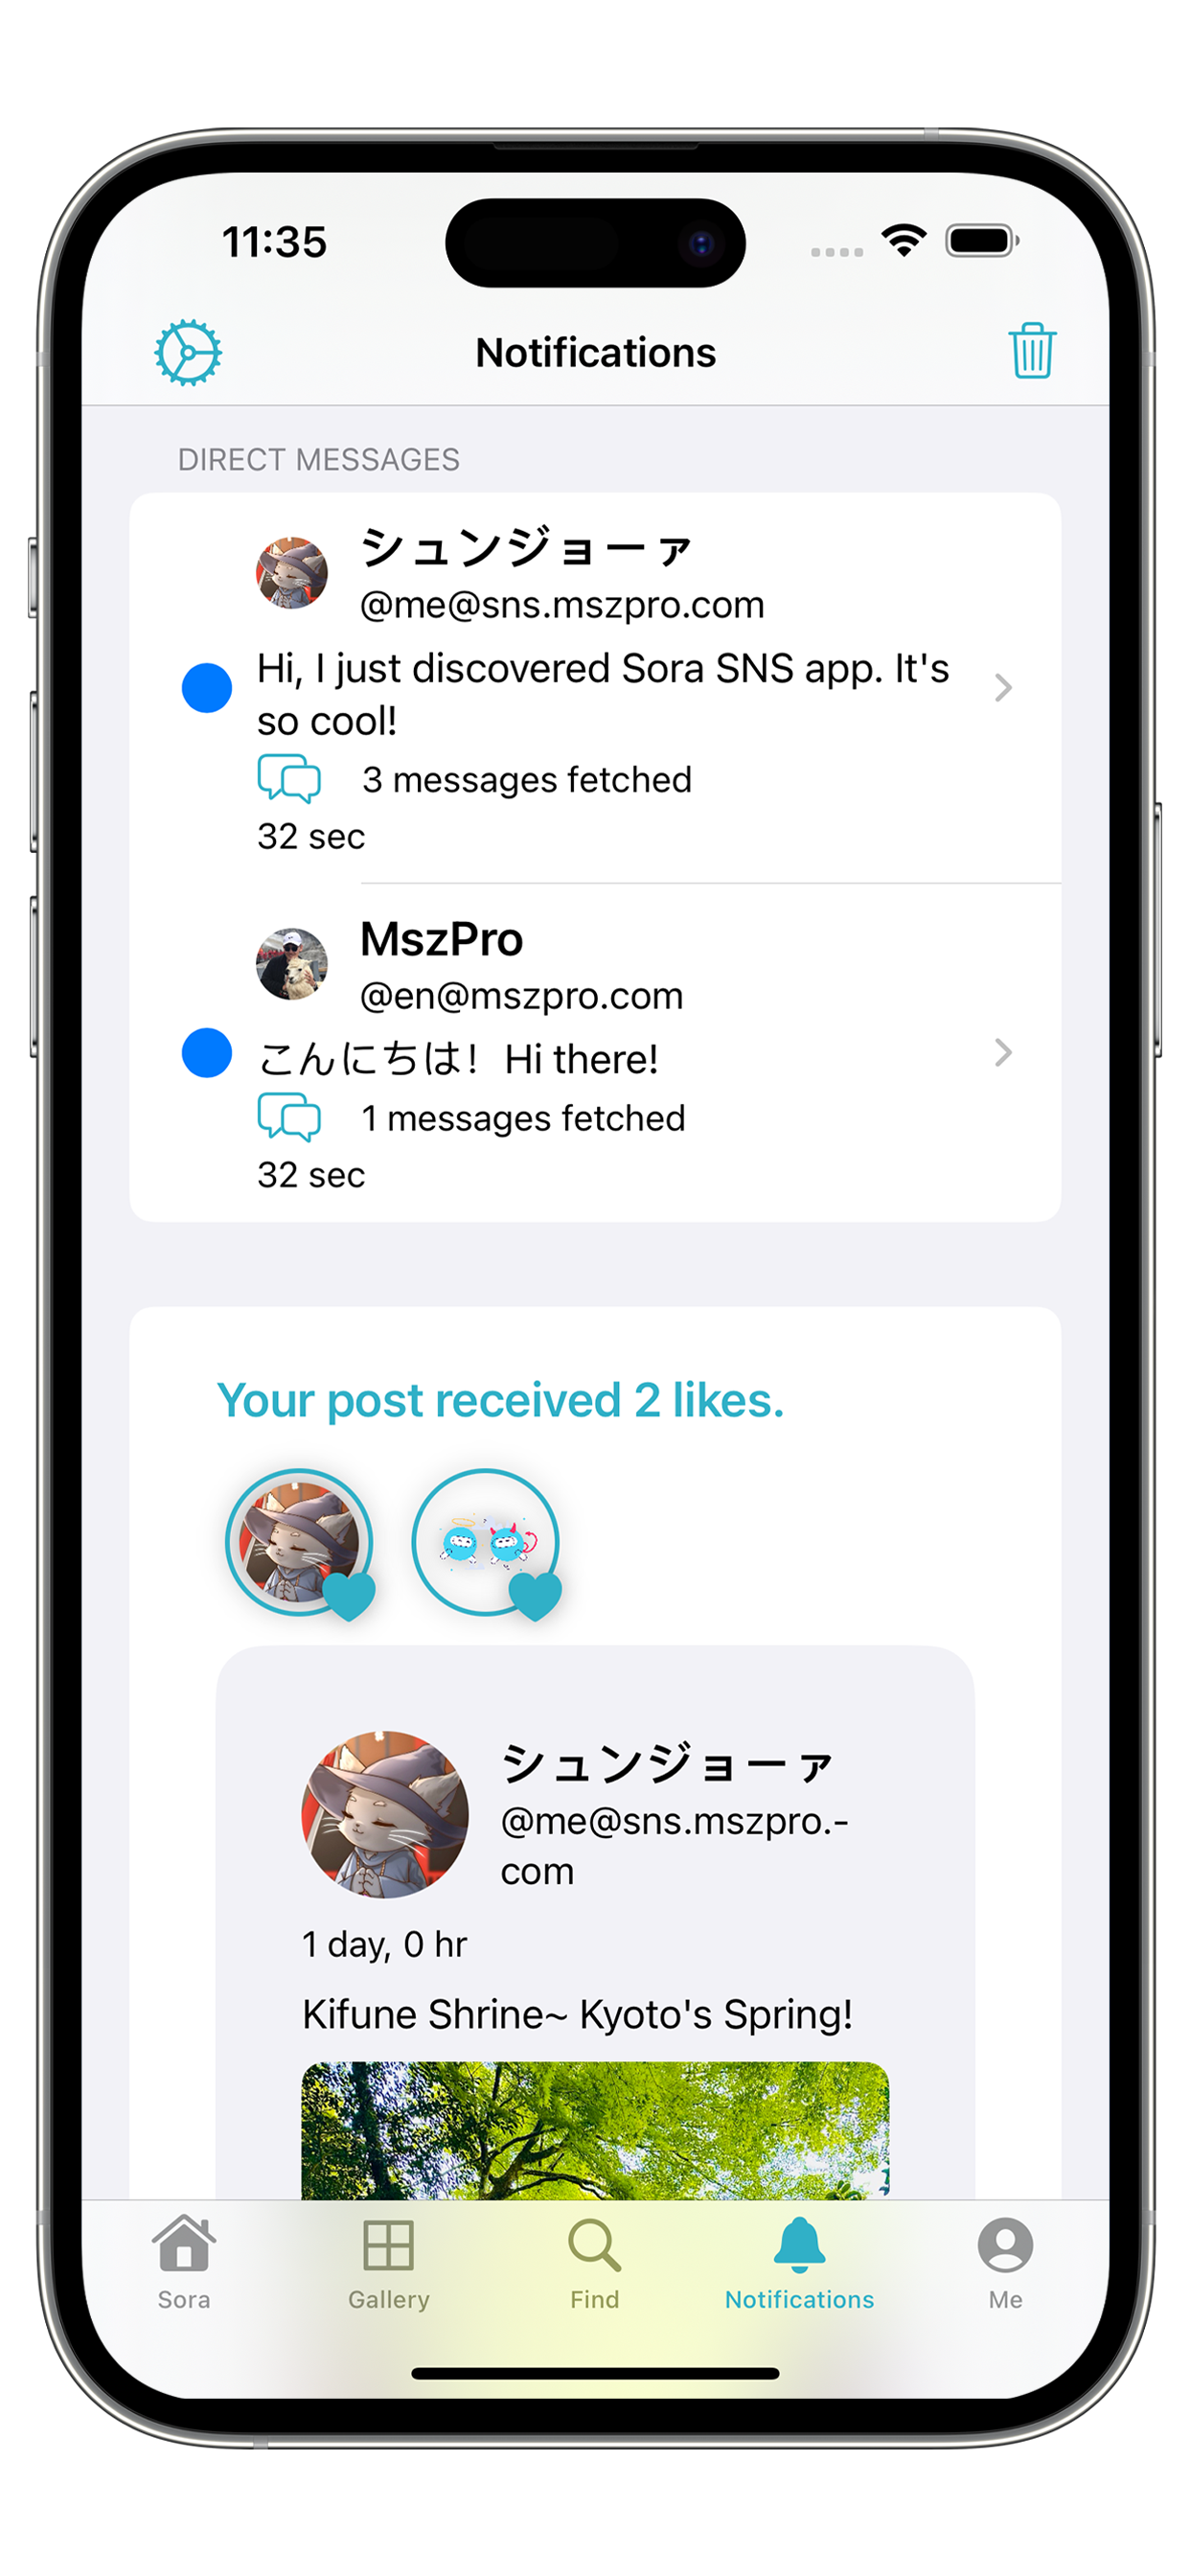 11:35
Notifications
DIRECT MESSAGES
シュンジョーァ
@me@sns.mszpro.com
Hi, I just discovered Sora SNS app. It's
so cool!
3 messages fetched
32 sec
MszPro
@en@mszpro.com
こんにちは！ Hi there!
1 messages fetched
32 sec
Your post received 2 likes.
シュンジョーァ
@me@sns.mszpro.-
com
1 day, 0 hr
Kifune Shrine~ Kyoto's Spring!
Sora
Gallery
Find
Notifications
Me